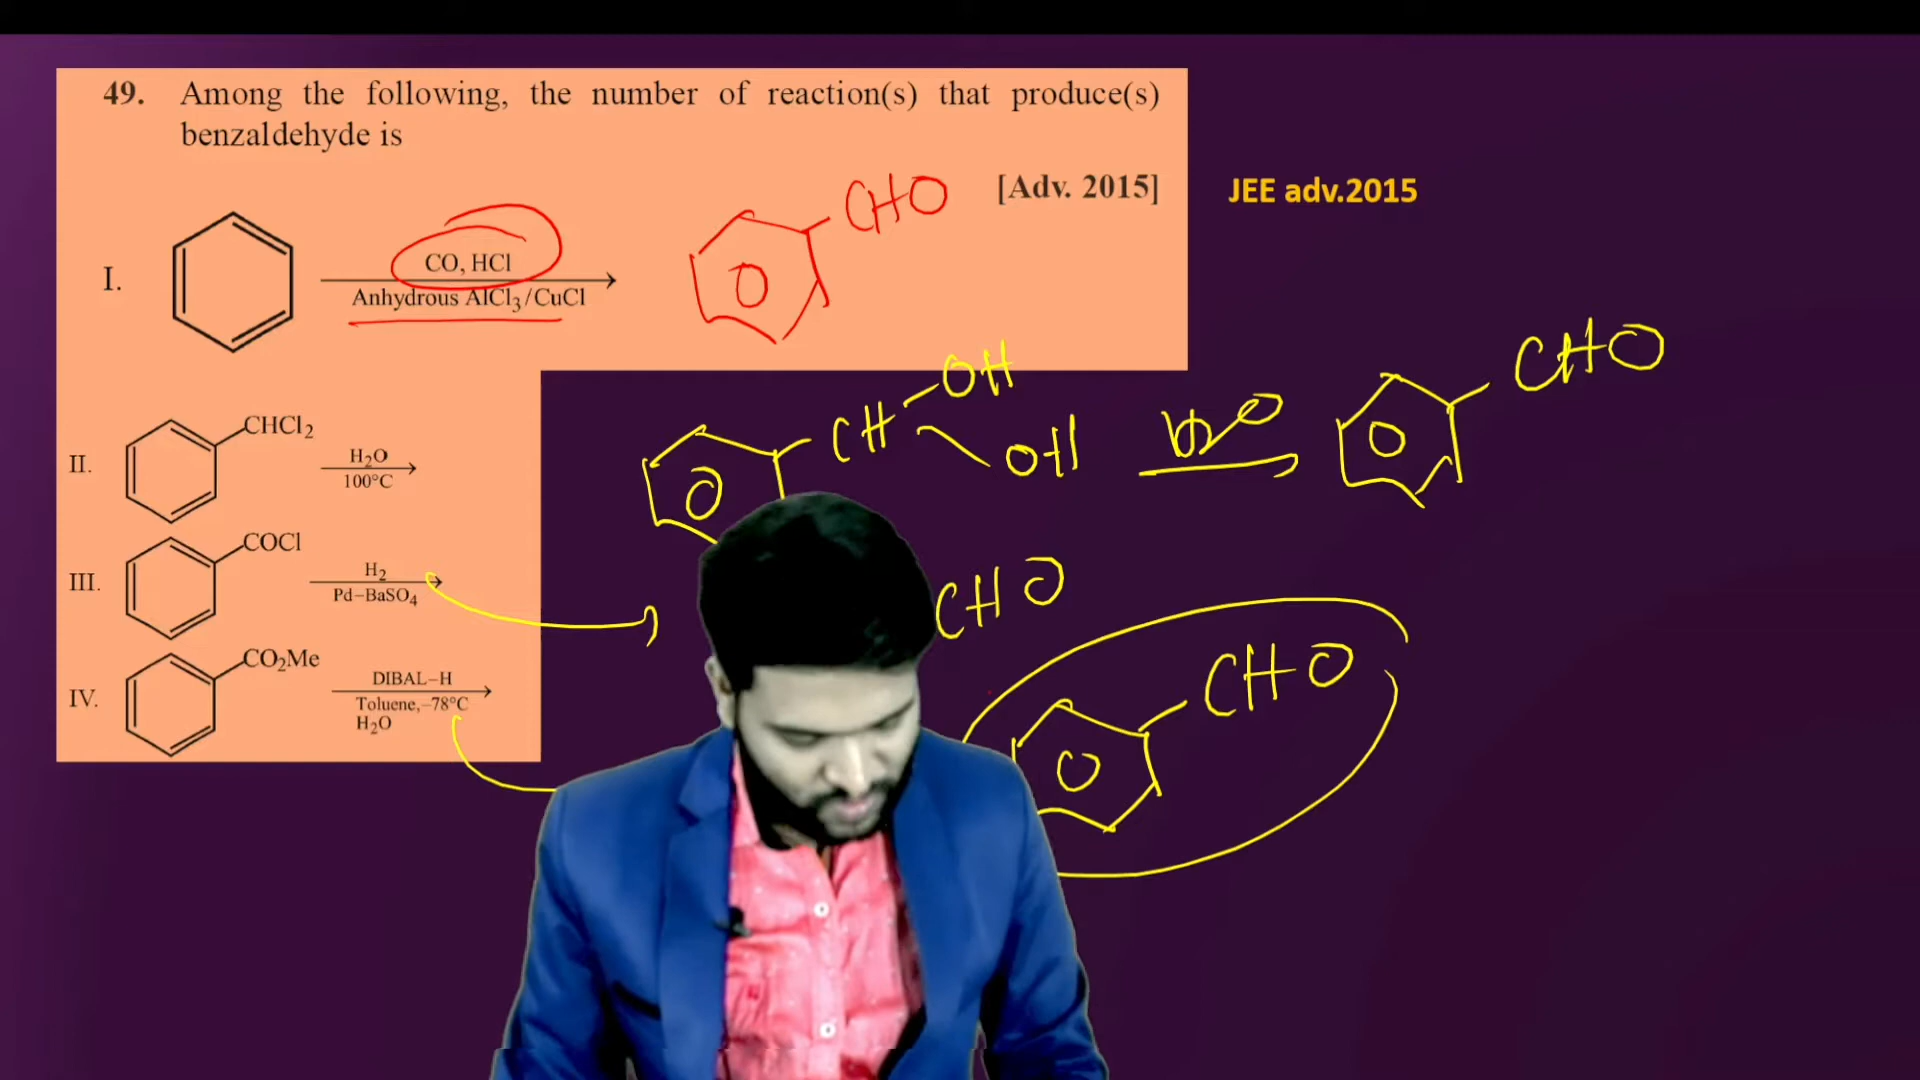 49. Among the following, the number of reaction(s) that produce(s)
benzaldehyde is
[Adv. 2015]
JEE adv.2015
I.
CO, HCl
Anhydrous AlCl₃/CuCl
CHO
II.
CHCl₂
H₂O
100°C
CH
OH
OH
CHO
III.
COCl
H₂
Pd–BaSO₄
CHO
IV.
CO₂Me
DIBAL–H
Toluene,–78°C
H₂O
CHO